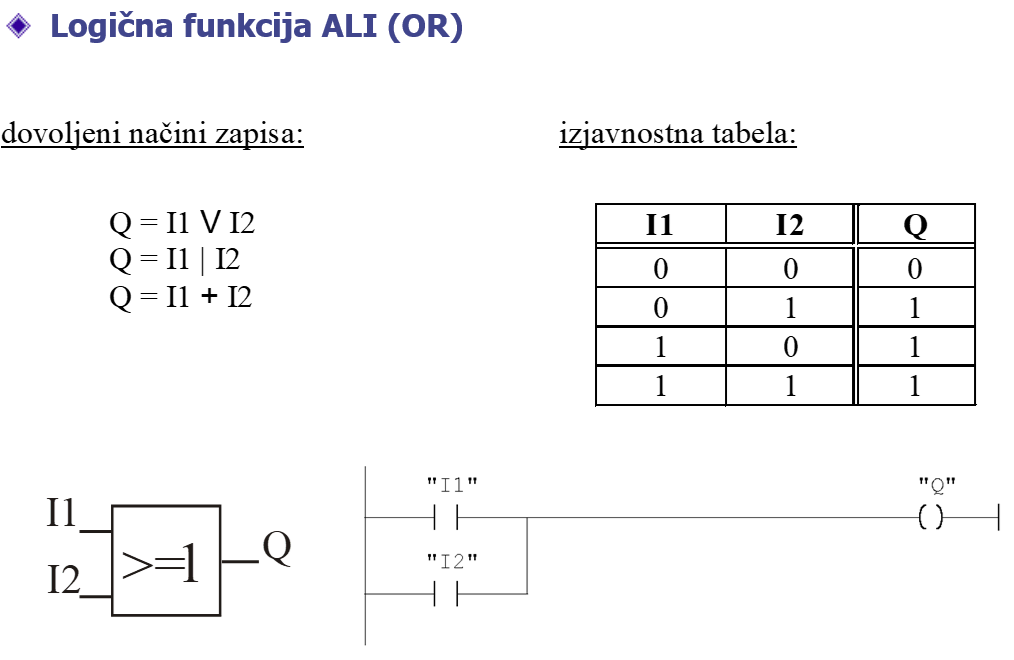 Logična funkcija ALI (OR)
dovoljeni načini zapisa:
izjavnostna tabela:
Q = I1 V I2
Q = I1 | I2
Q = I1 + I2
I1 I2 Q
0 0 0
0 1 1
1 0 1
1 1 1
I1
I2
>=1
Q
"I1"
"Q"
( )
"I2"